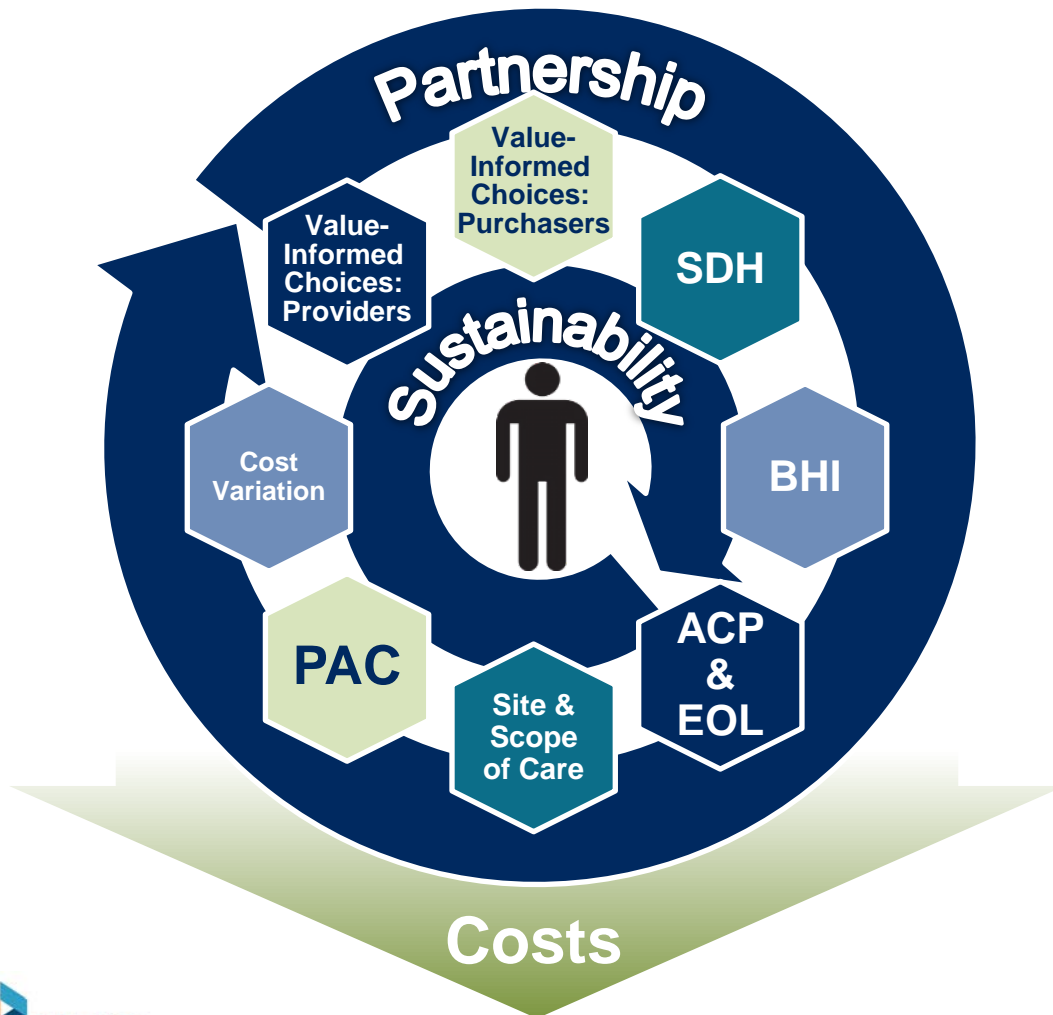 Partnership
Value-
Informed
Choices:
Purchasers
SDH
BHI
ACP
&
EOL
Site &
Scope
of Care
PAC
Cost
Variation
Value-
Informed
Choices:
Providers
Sustainability
Costs